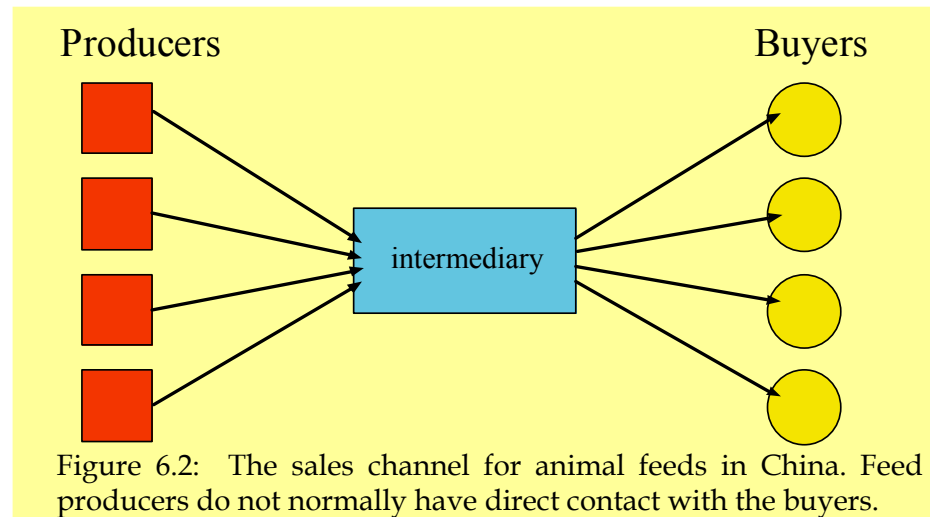 Producers
Buyers
intermediary
Figure 6.2: The sales channel for animal feeds in China. Feed
producers do not normally have direct contact with the buyers.